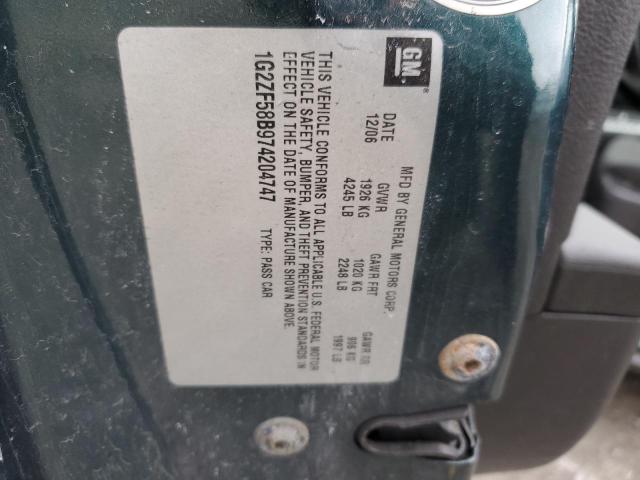 GM®
MFD BY GENERAL MOTORS CORP
DATE GVWR GAWR FRT GAWR RR
12/06 1926 KG 1020 KG 906 KG
4245 LB 2248 LB 1997 LB
THIS VEHICLE CONFORMS TO ALL APPLICABLE U.S. FEDERAL MOTOR
VEHICLE SAFETY, BUMPER, AND THEFT PREVENTION STANDARDS IN
EFFECT ON THE DATE OF MANUFACTURE SHOWN ABOVE.
1G2ZF58B974204747 TYPE: PASS CAR